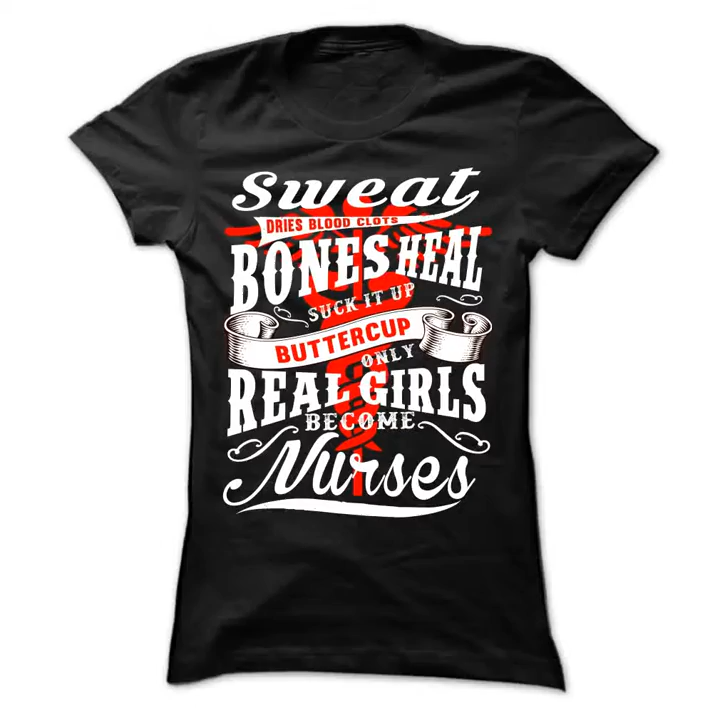 Sweat
DRIES BLOOD CLOTS
BONES HEAL
SUCK IT UP
BUTTERCUP
ONLY
REAL GIRLS
BECOME
Nurses